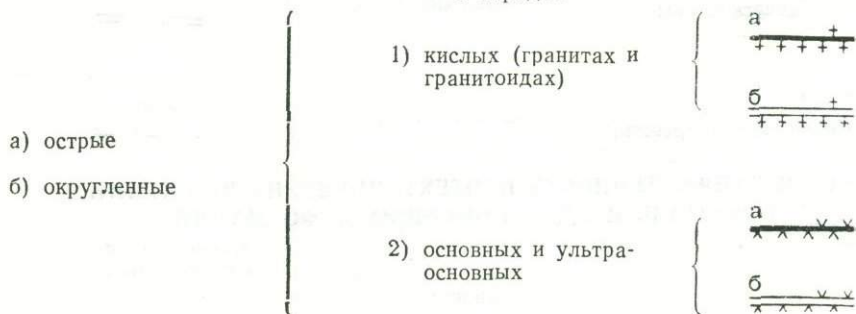 1) кислых (гранитах и
гранитоидах)
а
б
а) острые
б) округленные
2) основных и ультра-
основных
а
б